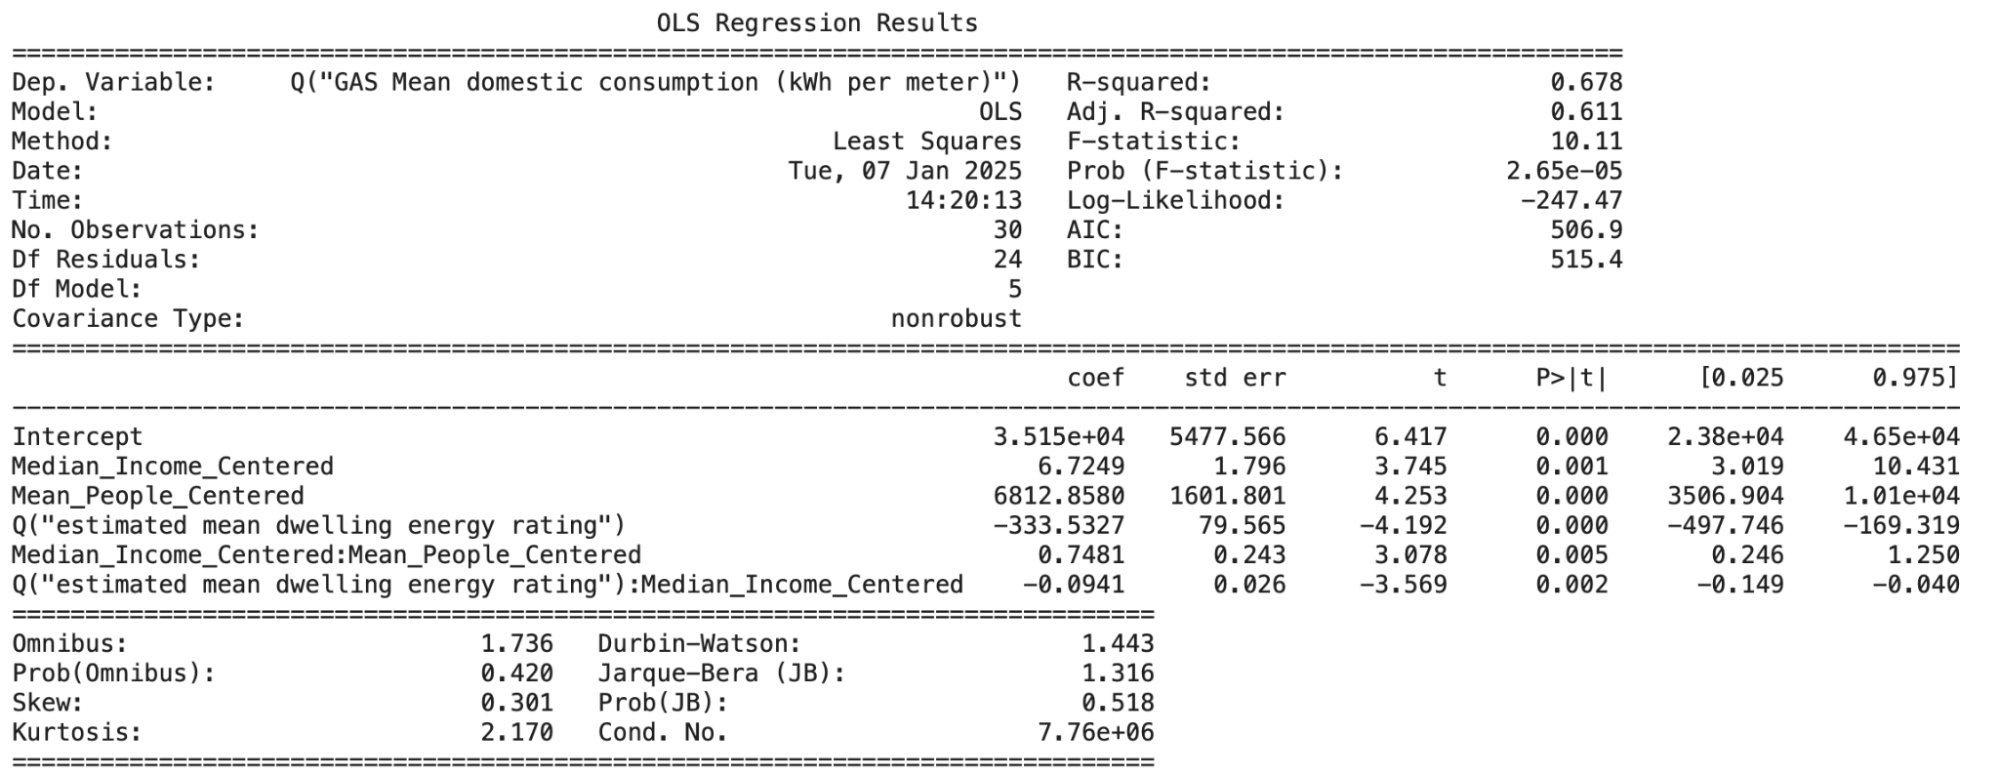 OLS Regression Results
==============================================================================================================
Dep. Variable:     Q("GAS Mean domestic consumption (kWh per meter)")   R-squared:                       0.678
Model:                                                            OLS   Adj. R-squared:                  0.611
Method:                                                 Least Squares   F-statistic:                     10.11
Date:                                                Tue, 07 Jan 2025   Prob (F-statistic):           2.65e-05
Time:                                                        14:20:13   Log-Likelihood:                -247.47
No. Observations:                                                  30   AIC:                             506.9
Df Residuals:                                                      24   BIC:                             515.4
Df Model:                                                           5
Covariance Type:                                            nonrobust
=====================================================================================================================================
                                                                        coef    std err          t      P>|t|      [0.025      0.975]
-------------------------------------------------------------------------------------------------------------------------------------
Intercept                                                          3.515e+04   5477.566      6.417      0.000    2.38e+04    4.65e+04
Median_Income_Centered                                                6.7249      1.796      3.745      0.001       3.019      10.431
Mean_People_Centered                                               6812.8580   1601.801      4.253      0.000    3506.904    1.01e+04
Q("estimated mean dwelling energy rating")                         -333.5327     79.565     -4.192      0.000    -497.746    -169.319
Median_Income_Centered:Mean_People_Centered                           0.7481      0.243      3.078      0.005       0.246       1.250
Q("estimated mean dwelling energy rating"):Median_Income_Centered    -0.0941      0.026     -3.569      0.002      -0.149      -0.040
==============================================================================
Omnibus:                        1.736   Durbin-Watson:                   1.443
Prob(Omnibus):                  0.420   Jarque-Bera (JB):                1.316
Skew:                           0.301   Prob(JB):                        0.518
Kurtosis:                       2.170   Cond. No.                     7.76e+06
==============================================================================